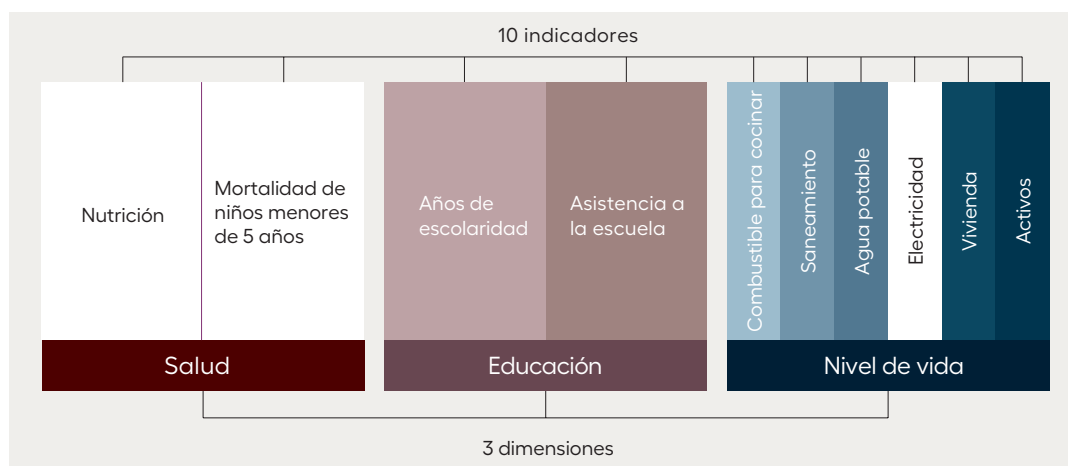 10 indicadores
Nutrición
Mortalidad de
niños menores
de 5 años
Años de
escolaridad
Asistencia a
la escuela
Combustible para cocinar
Saneamiento
Agua potable
Electricidad
Vivienda
Activos
Salud
Educación
Nivel de vida
3 dimensiones